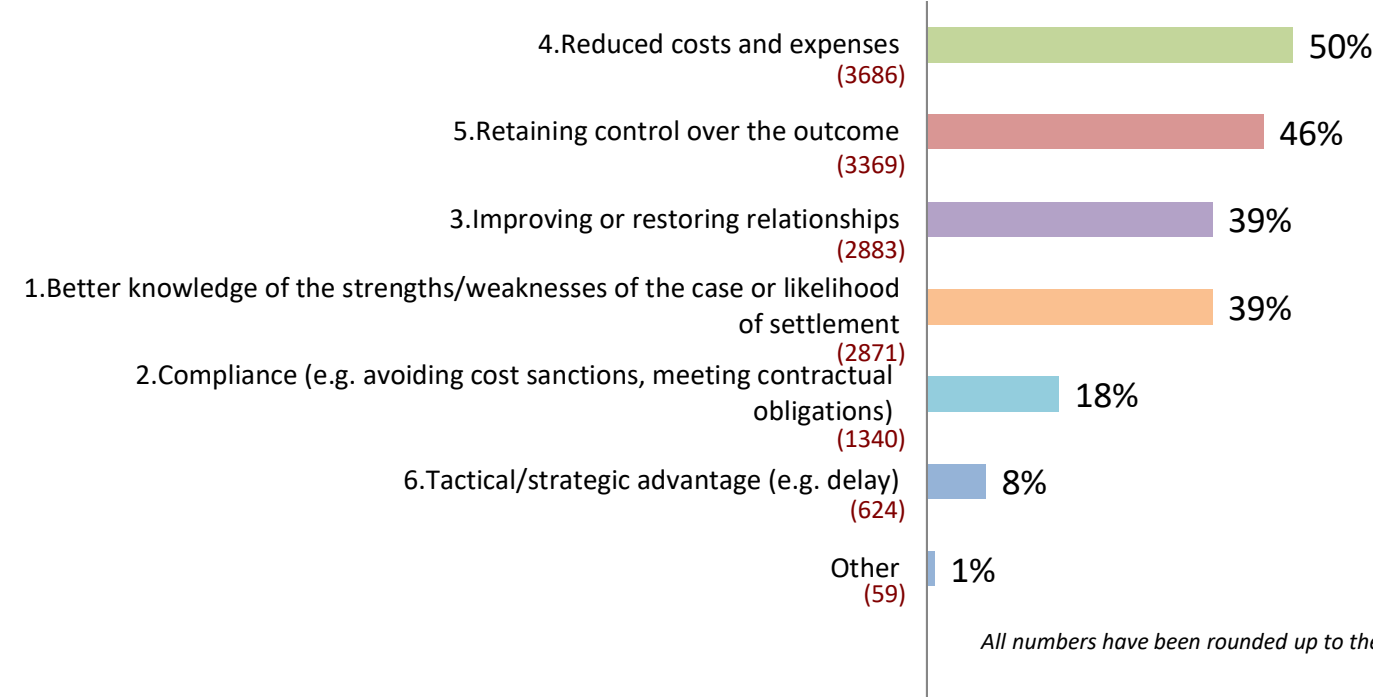 4.Reduced costs and expenses
(3686)
50%
5.Retaining control over the outcome
(3369)
46%
3.Improving or restoring relationships
(2883)
39%
1.Better knowledge of the strengths/weaknesses of the case or likelihood
of settlement
(2871)
39%
2.Compliance (e.g. avoiding cost sanctions, meeting contractual
obligations)
(1340)
18%
6.Tactical/strategic advantage (e.g. delay)
(624)
8%
Other
(59)
1%
All numbers have been rounded up to the